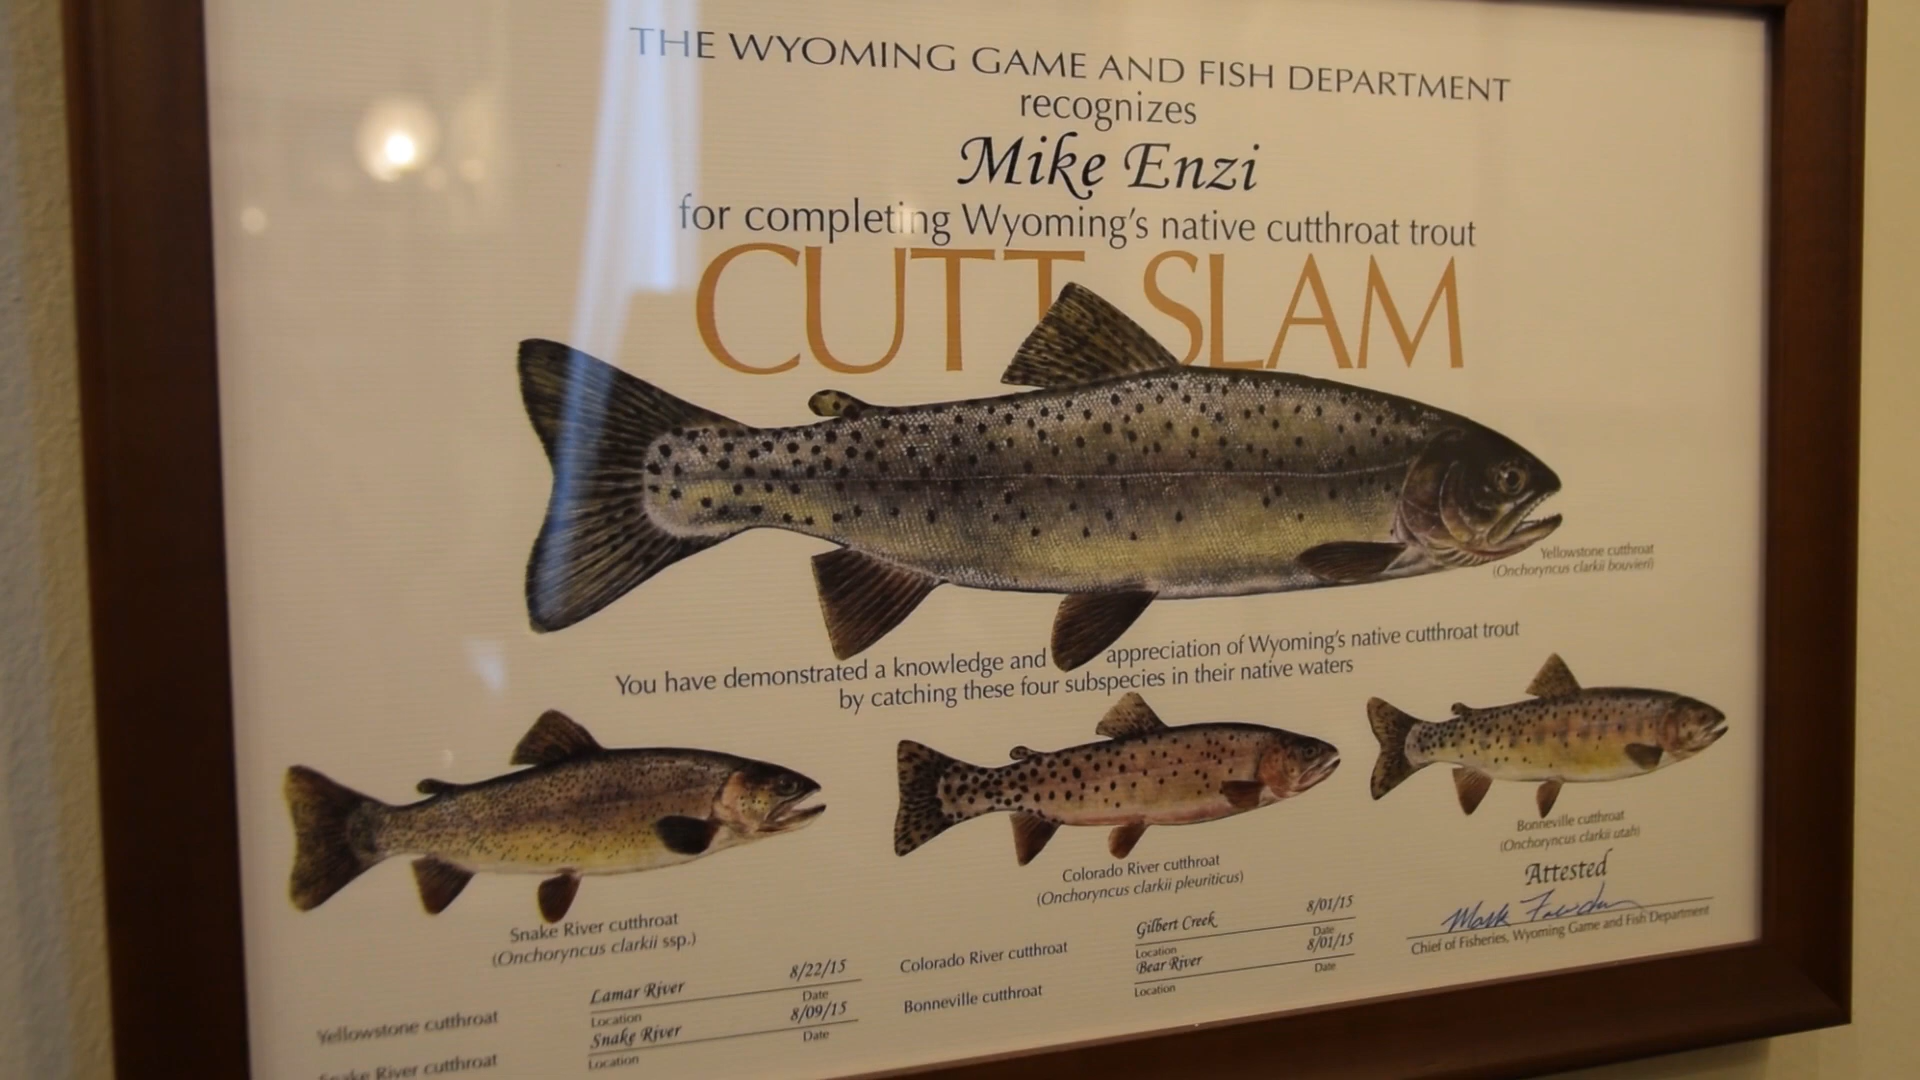 THE WYOMING GAME AND FISH DEPARTMENT
recognizes
Mike Enzi
for completing Wyoming's native cutthroat trout
CUTT SLAM
Yellowstone cutthroat
(Onchoryncus clarkii bouvieri)
You have demonstrated a knowledge and appreciation of Wyoming's native cutthroat trout
by catching these four subspecies in their native waters
Snake River cutthroat
(Onchoryncus clarkii ssp.)
Colorado River cutthroat
(Onchoryncus clarkii pleuriticus)
Bonneville cutthroat
(Onchoryncus clarkii utah)
Yellowstone cutthroat
Lamar River 8/22/15
Location Date
Snake River cutthroat
Snake River 8/09/15
Location Date
Colorado River cutthroat
Gilbert Creek 8/01/15
Location Date
Bonneville cutthroat
Bear River 8/01/15
Location Date
Attested
Mark
Chief of Fisheries, Wyoming Game and Fish Department